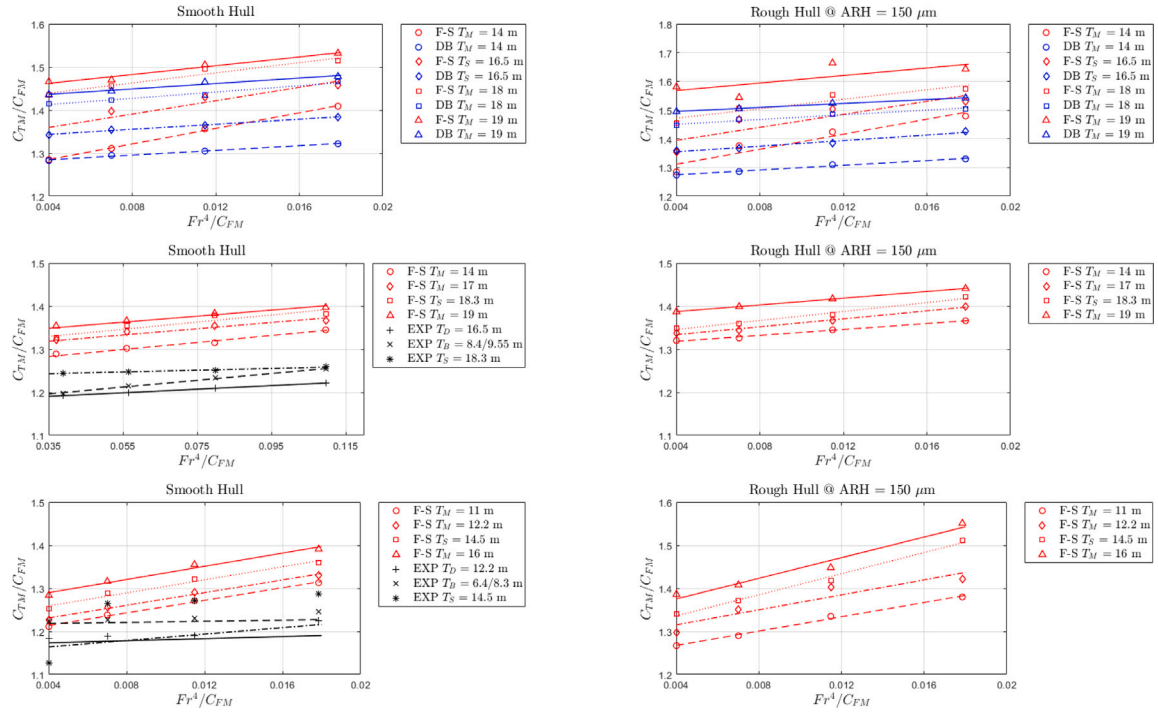 Smooth Hull
1.6
1.5
1.4
1.3
1.2
C_TM/C_FM
0.004
0.008
0.012
0.016
0.02
Fr⁴/C_FM
F-S T_M = 14 m
DB T_M = 14 m
F-S T_S = 16.5 m
DB T_S = 16.5 m
F-S T_M = 18 m
DB T_M = 18 m
F-S T_M = 19 m
DB T_M = 19 m
Rough Hull @ ARH = 150 μm
1.8
1.7
1.6
1.5
1.4
1.3
1.2
C_TM/C_FM
0.004
0.008
0.012
0.016
0.02
Fr⁴/C_FM
F-S T_M = 14 m
DB T_M = 14 m
F-S T_S = 16.5 m
DB T_S = 16.5 m
F-S T_M = 18 m
DB T_M = 18 m
F-S T_M = 19 m
DB T_M = 19 m
Smooth Hull
1.5
1.4
1.3
1.2
1.1
C_TM/C_FM
0.035
0.055
0.075
0.095
0.115
Fr⁴/C_FM
F-S T_M = 14 m
F-S T_M = 17 m
F-S T_S = 18.3 m
F-S T_M = 19 m
EXP T_D = 16.5 m
EXP T_B = 8.4/9.55 m
EXP T_S = 18.3 m
Rough Hull @ ARH = 150 μm
1.5
1.4
1.3
1.2
1.1
C_TM/C_FM
0.004
0.008
0.012
0.016
0.02
Fr⁴/C_FM
F-S T_M = 14 m
F-S T_M = 17 m
F-S T_S = 18.3 m
F-S T_M = 19 m
Smooth Hull
1.5
1.4
1.3
1.2
1.1
C_TM/C_FM
0.004
0.008
0.012
0.016
0.02
Fr⁴/C_FM
F-S T_M = 11 m
F-S T_M = 12.2 m
F-S T_S = 14.5 m
F-S T_M = 16 m
EXP T_D = 12.2 m
EXP T_B = 6.4/8.3 m
EXP T_S = 14.5 m
Rough Hull @ ARH = 150 μm
1.6
1.5
1.4
1.3
1.2
C_TM/C_FM
0.004
0.008
0.012
0.016
0.02
Fr⁴/C_FM
F-S T_M = 11 m
F-S T_M = 12.2 m
F-S T_S = 14.5 m
F-S T_M = 16 m